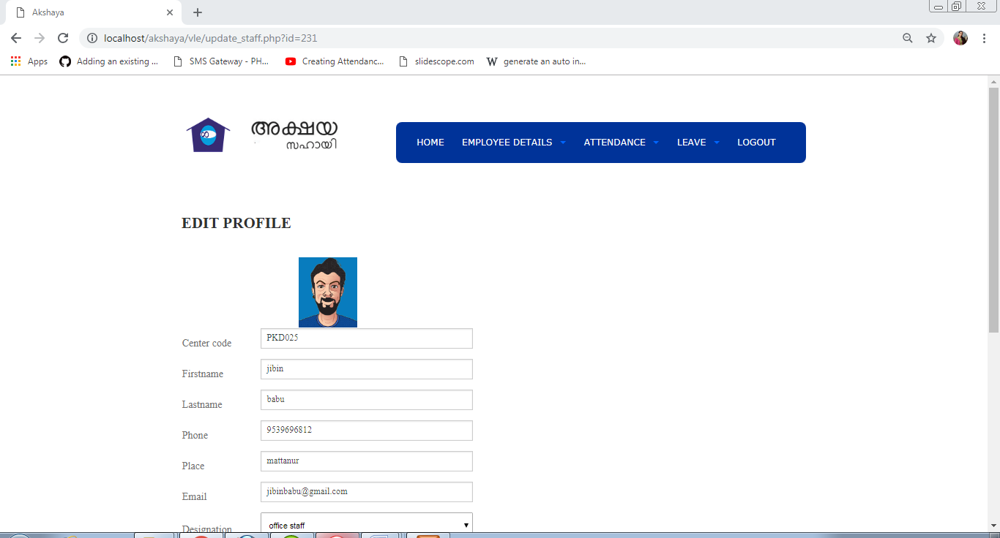 Akshaya
localhost/akshaya/vle/update_staff.php?id=231
Apps Adding an existing ... SMS Gateway - PH... Creating Attendanc... slidescope.com generate an auto in...
അക്ഷയ
സഹായി
HOME EMPLOYEE DETAILS ATTENDANCE LEAVE LOGOUT
EDIT PROFILE
Center code PKD025
Firstname jibin
Lastname babu
Phone 9539696812
Place mattanur
Email jibinbabu@gmail.com
Designation office staff